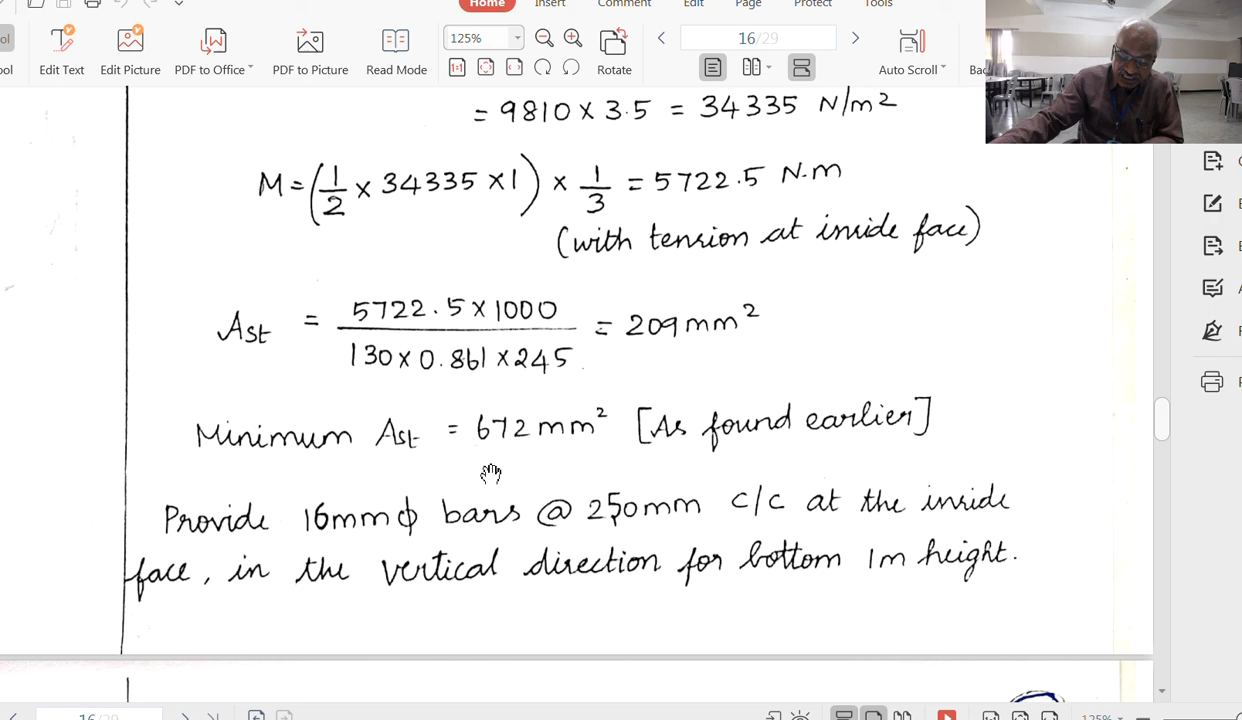 Home Insert Comment Edit Page Protect Tools
125% 16/29
Edit Text Edit Picture PDF to Office PDF to Picture Read Mode Rotate Auto Scroll
= 9810 x 3.5 = 34335 N/m2
M = (1/2 x 34335 x 1) x 1/3 = 5722.5 N.m
(with tension at inside face)
Ast = 5722.5 x 1000 / 130 x 0.861 x 245 = 209 mm²
Minimum Ast = 672 mm² [As found earlier]
Provide 16mm ϕ bars @ 250mm c/c at the inside
face, in the vertical direction for bottom 1m height.
16/29 125%